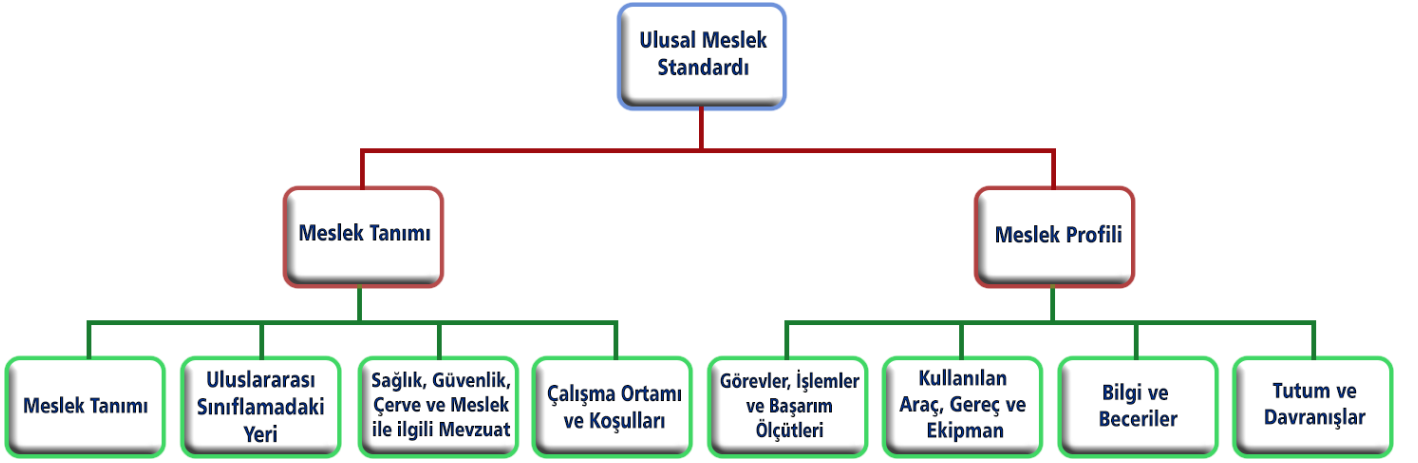 Ulusal Meslek
Standardı
Meslek Tanımı
Meslek Profili
Meslek Tanımı
Uluslararası
Sınıflamadaki
Yeri
Sağlık, Güvenlik,
Çerve ve Meslek
ile ilgili Mevzuat
Çalışma Ortamı
ve Koşulları
Görevler, İşlemler
ve Başarım
Ölçütleri
Kullanılan
Araç, Gereç ve
Ekipman
Bilgi ve
Beceriler
Tutum ve
Davranışlar